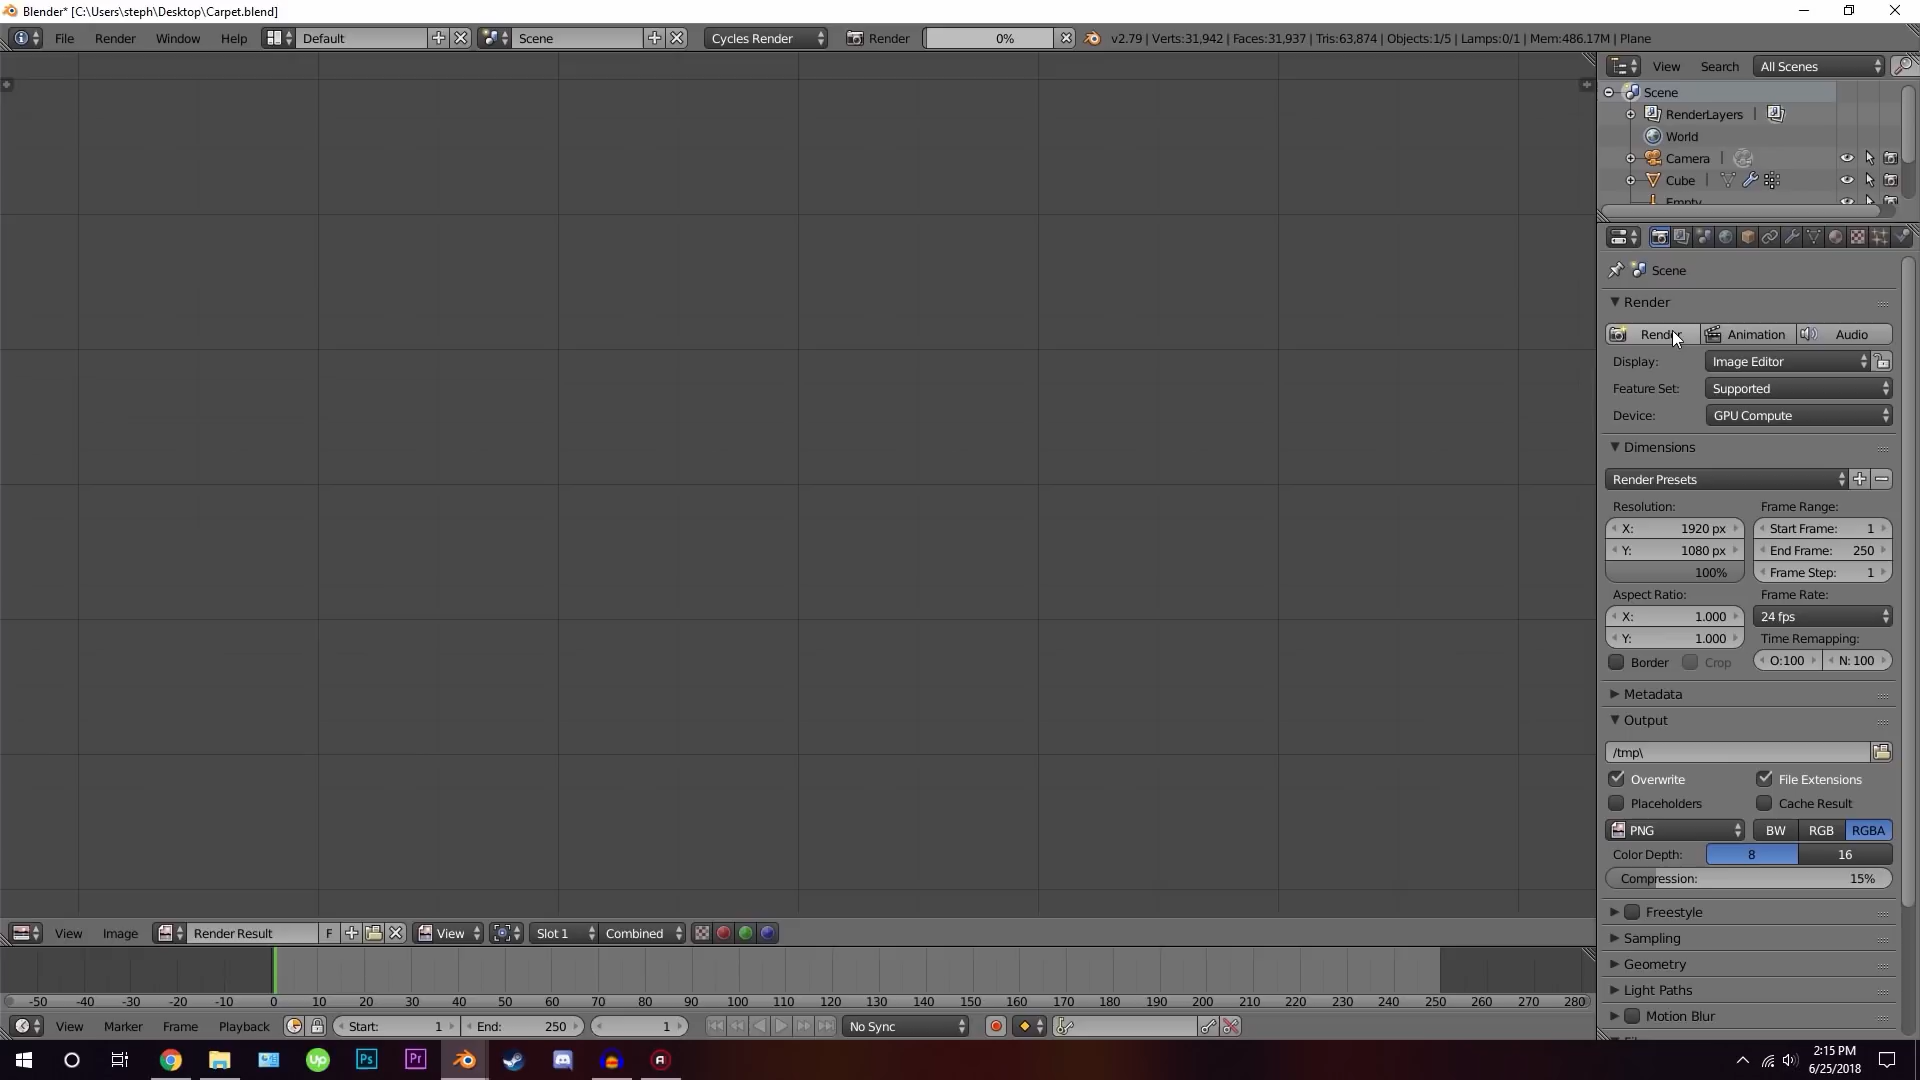 Blender* [C:\Users\steph\Desktop\Carpet.blend]
File Render Window Help Default Scene Cycles Render Render 0% v2.79 | Verts:31,942 | Faces:31,937 | Tris:63,874 | Objects:1/5 | Lamps:0/1 | Mem:486.17M | Plane
View Search All Scenes
Scene
RenderLayers |
World
Camera |
Cube |
Empty
Scene
Render
Render Animation Audio
Display: Image Editor
Feature Set: Supported
Device: GPU Compute
Dimensions
Render Presets
Resolution: Frame Range:
X: 1920 px Start Frame: 1
Y: 1080 px End Frame: 250
100% Frame Step: 1
Aspect Ratio: Frame Rate:
X: 1.000 24 fps
Y: 1.000 Time Remapping:
Border Crop O:100 N: 100
Metadata
Output
/tmp\
Overwrite File Extensions
Placeholders Cache Result
PNG BW RGB RGBA
Color Depth: 8 16
Compression: 15%
Freestyle
Sampling
Geometry
Light Paths
Motion Blur
View Image Render Result F View Slot 1 Combined
-50 -40 -30 -20 -10 0 10 20 30 40 50 60 70 80 90 100 110 120 130 140 150 160 170 180 190 200 210 220 230 240 250 260 270 280
View Marker Frame Playback Start: 1 End: 250 1 No Sync
Up Ps Pr
2:15 PM
6/25/2018